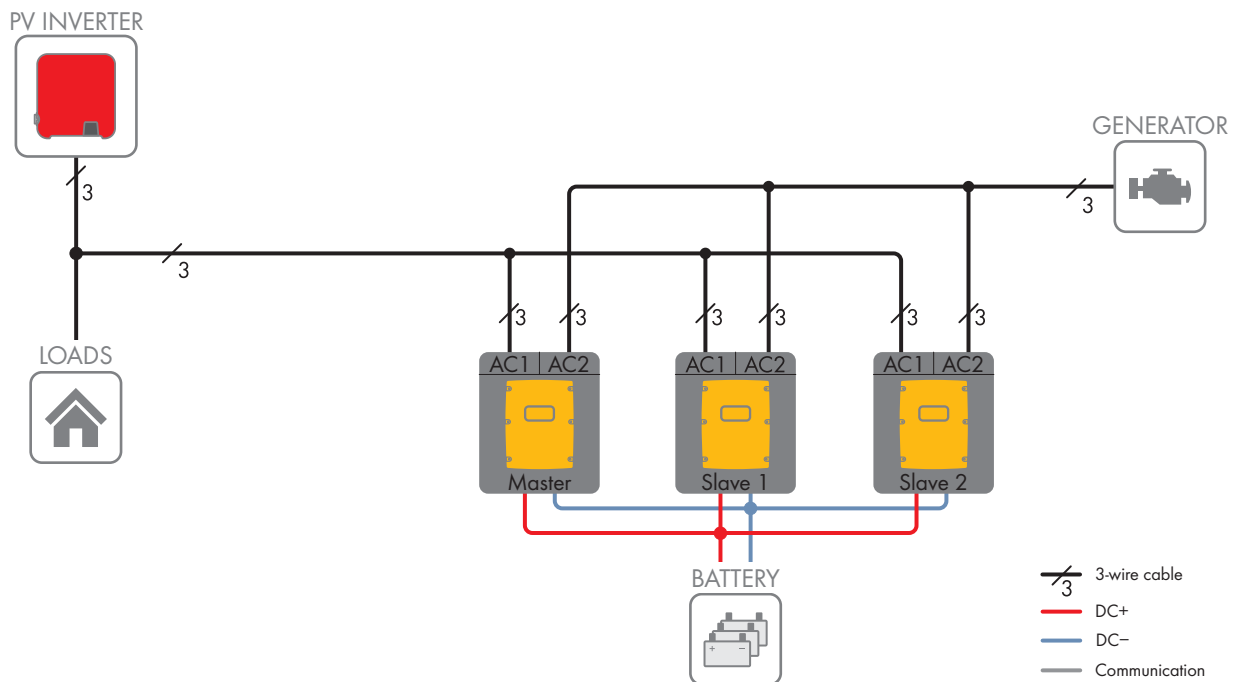 PV INVERTER
3
GENERATOR
3
3
LOADS
3
3
3
3
3
3
AC1 AC2
AC1 AC2
AC1 AC2
Master
Slave 1
Slave 2
BATTERY
+ −
3
3-wire cable
DC+
DC−
Communication